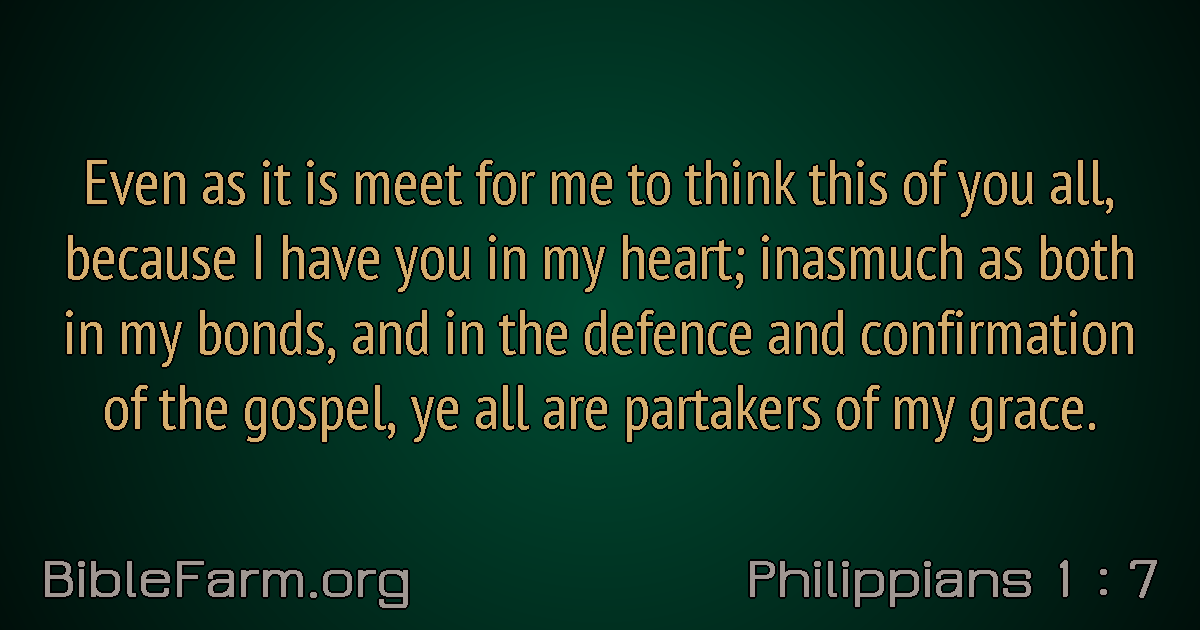 Even as it is meet for me to think this of you all,
because I have you in my heart; inasmuch as both
in my bonds, and in the defence and confirmation
of the gospel, ye all are partakers of my grace.
BibleFarm.org
Philippians 1 : 7